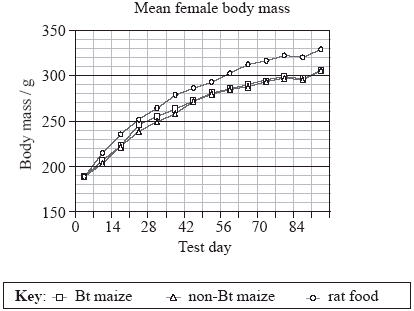 Mean female body mass
350
300
250
200
150
Body mass / g
0 14 28 42 56 70 84
Test day
Key: Bt maize non-Bt maize rat food